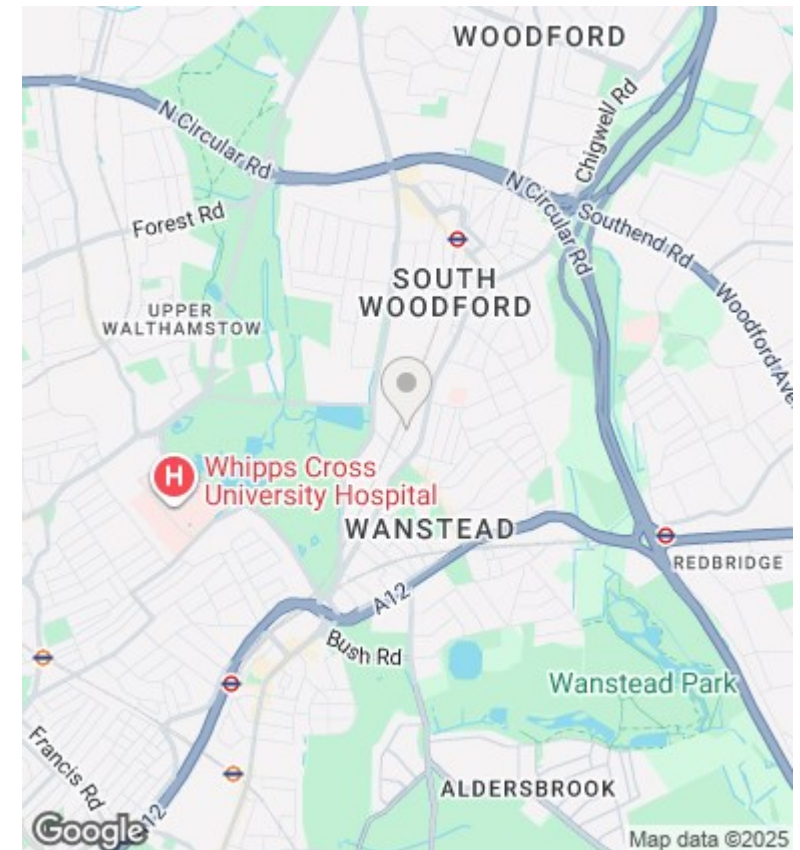 WOODFORD
Chigwell Rd
N Circular Rd
N Circular Rd
Southend Rd
Forest Rd
SOUTH
WOODFORD
UPPER
WALTHAMSTOW
Woodford Ave
H
Whipps Cross
University Hospital
WANSTEAD
REDBRIDGE
A12
Bush Rd
Wanstead Park
Francis Rd
A12
ALDERSBROOK
Google
Map data ©2025